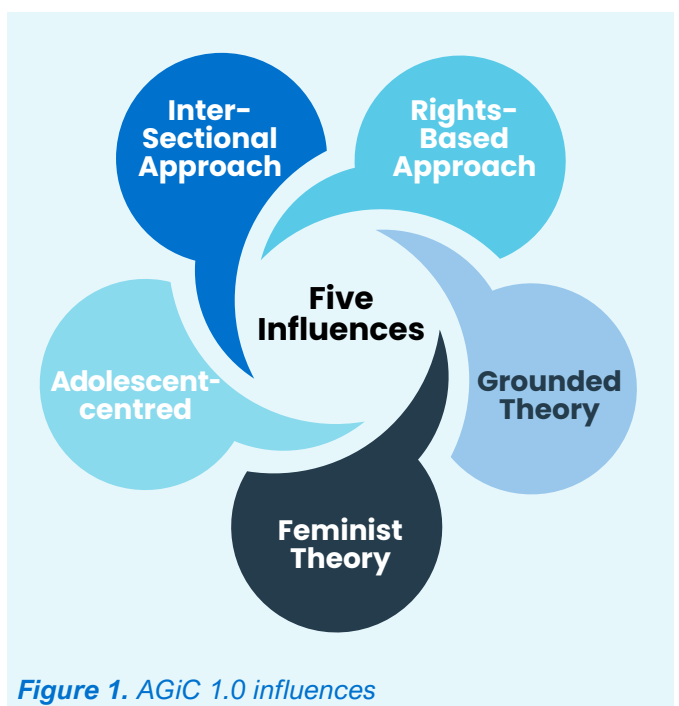 Inter-
Sectional
Approach
Rights-
Based
Approach
Five
Influences
Adolescent-
centred
Grounded
Theory
Feminist
Theory
Figure 1. AGiC 1.0 influences